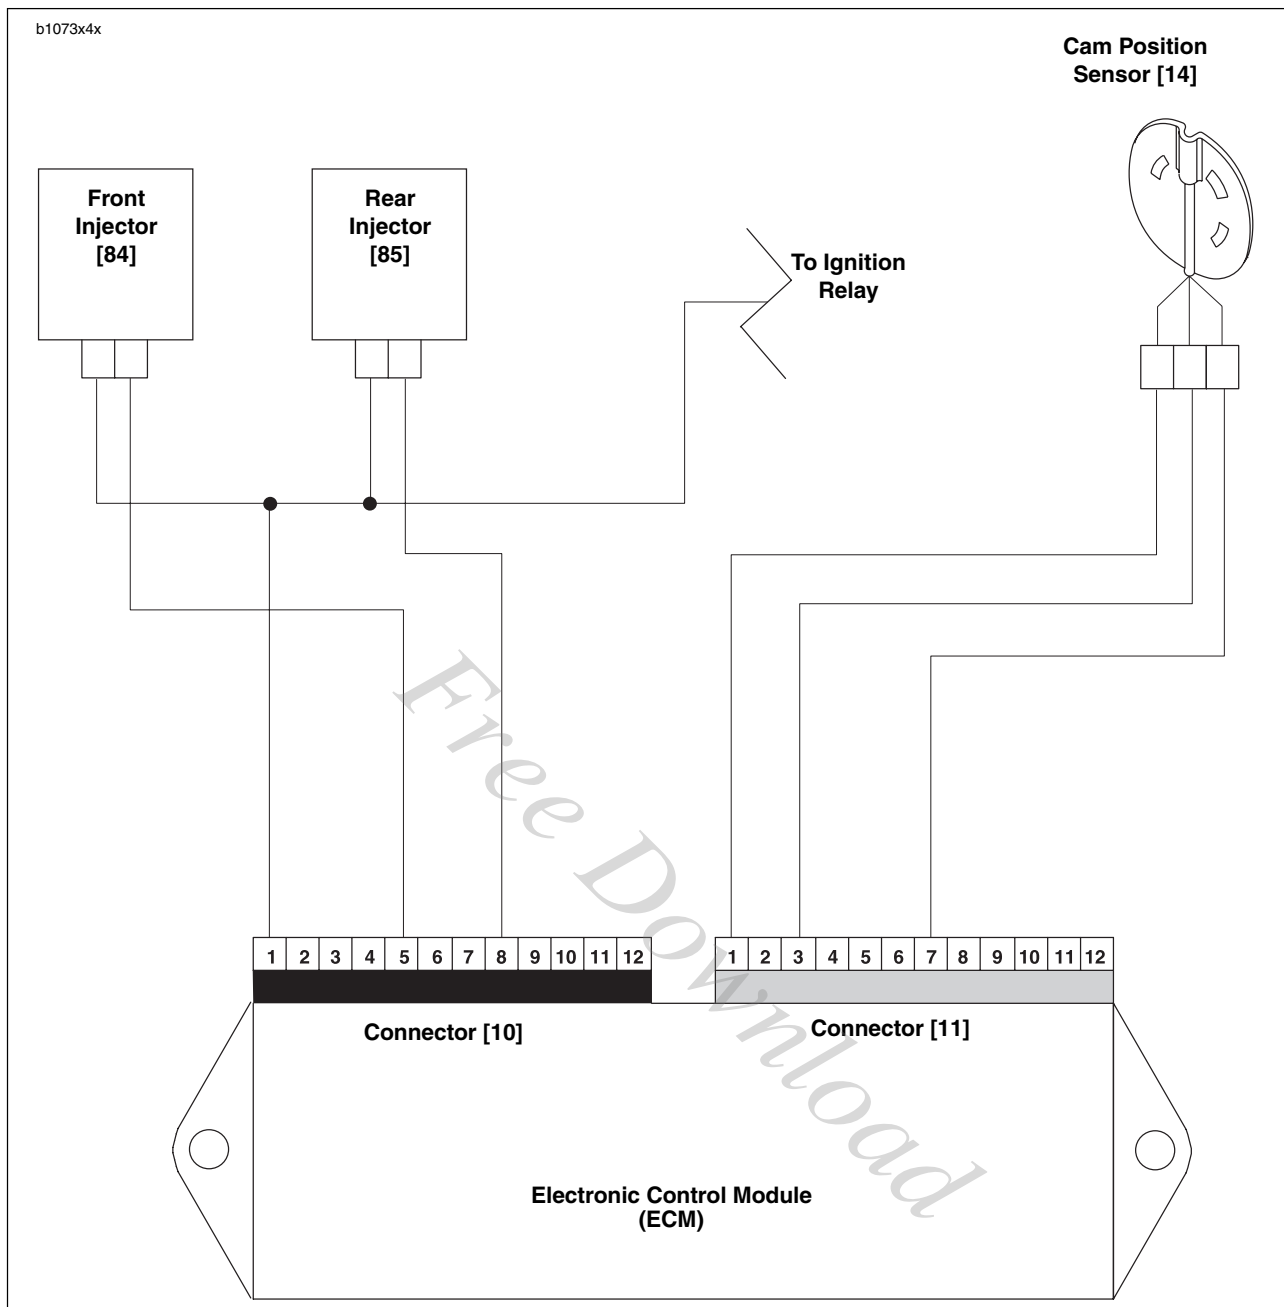 b1073x4x
Cam Position
Sensor [14]
Front
Injector
[84]
Rear
Injector
[85]
To Ignition
Relay
1 2 3 4 5 6 7 8 9 10 11 12
1 2 3 4 5 6 7 8 9 10 11 12
Connector [10]
Connector [11]
Free Download
Electronic Control Module
(ECM)